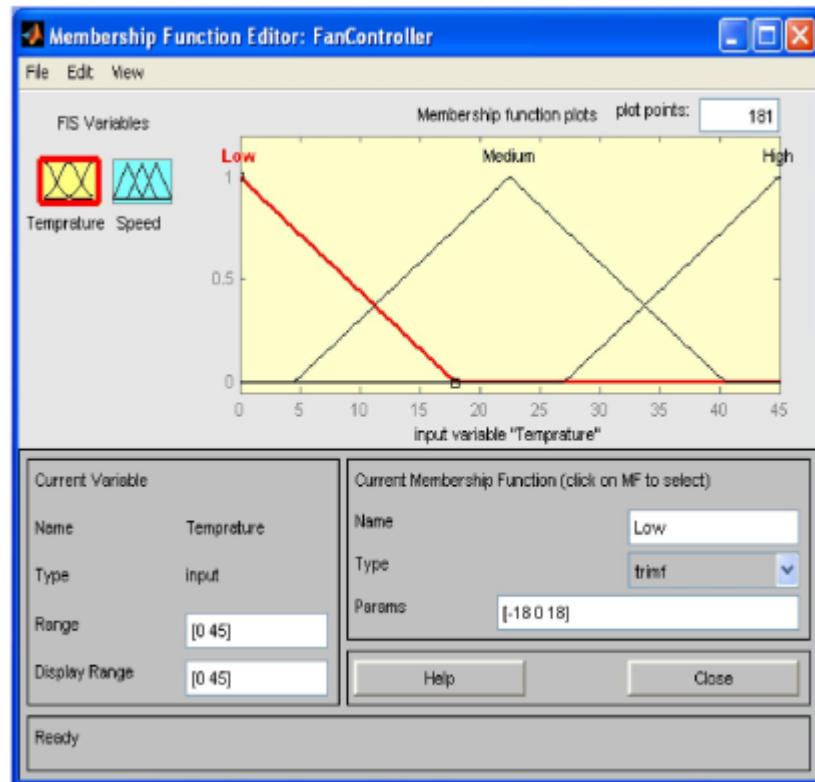 Membership Function Editor: FanController
File Edit View
FIS Variables
Membership function plots plot points: 181
Low Medium High
1
0.5
0
Temprature Speed
0 5 10 15 20 25 30 35 40 45
input variable "Temprature"
Current Variable
Name Temprature
Type input
Range [0 45]
Display Range [0 45]
Current Membership Function (click on MF to select)
Name Low
Type trimf
Params [-18 0 18]
Help Close
Ready